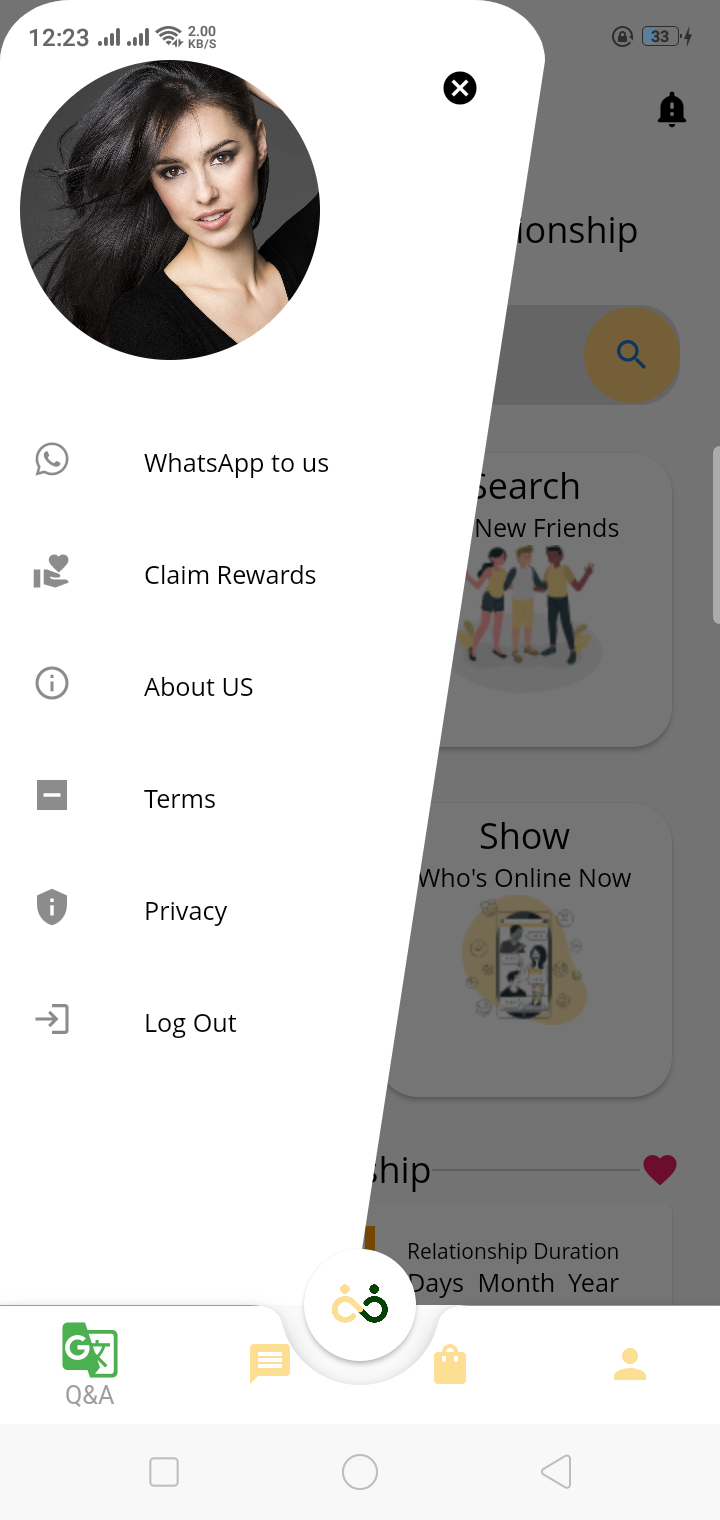 12:23 2.00 KB/S 33
ionship
WhatsApp to us
Claim Rewards
About US
Terms
Privacy
Log Out
Search
New Friends
Show
Who's Online Now
ship
Relationship Duration
Days Month Year
G
Q&A